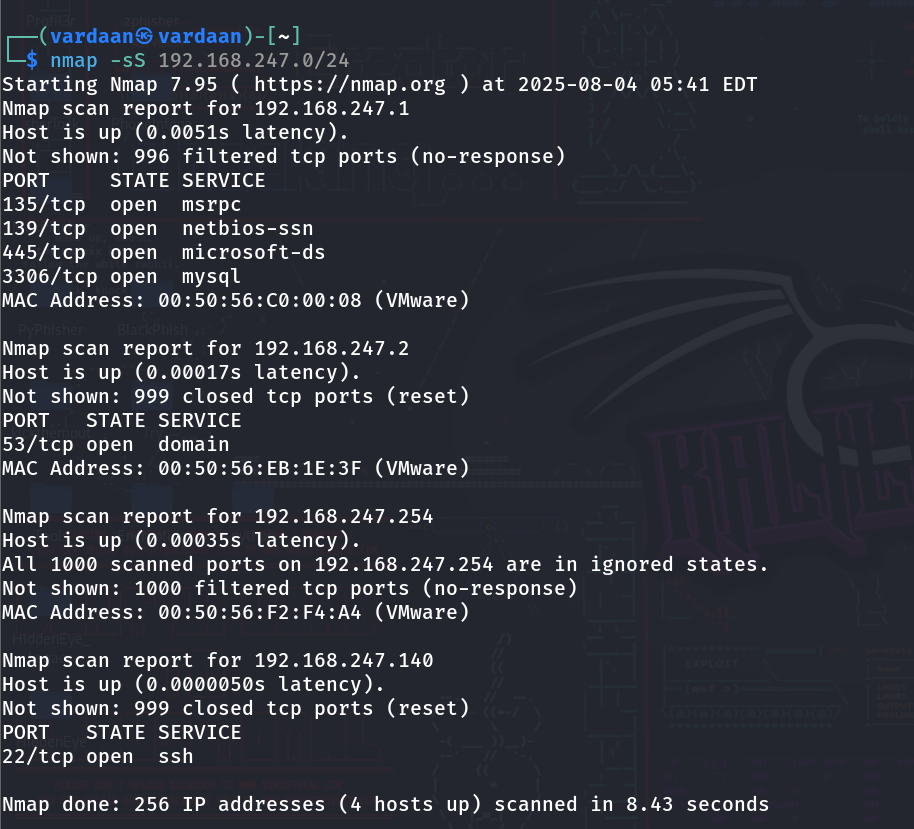 Profil3r zphisher
┌──(vardaan㉿vardaan)-[~]
└─$ nmap -sS 192.168.247.0/24
Starting Nmap 7.95 ( https://nmap.org ) at 2025-08-04 05:41 EDT
Nmap scan report for 192.168.247.1
Host is up (0.0051s latency).
Not shown: 996 filtered tcp ports (no-response)
PORT     STATE SERVICE
135/tcp  open  msrpc
139/tcp  open  netbios-ssn
445/tcp  open  microsoft-ds
3306/tcp open  mysql
MAC Address: 00:50:56:C0:00:08 (VMware)
PyPhisher BlackPhish
Nmap scan report for 192.168.247.2
Host is up (0.00017s latency).
Not shown: 999 closed tcp ports (reset)
PORT   STATE SERVICE
53/tcp open  domain
MAC Address: 00:50:56:EB:1E:3F (VMware)
Nmap scan report for 192.168.247.254
Host is up (0.00035s latency).
All 1000 scanned ports on 192.168.247.254 are in ignored states.
Not shown: 1000 filtered tcp ports (no-response)
MAC Address: 00:50:56:F2:F4:A4 (VMware)
HiddenEye_
Nmap scan report for 192.168.247.140
EXPLOIT
Host is up (0.0000050s latency).
Not shown: 999 closed tcp ports (reset)
PORT   STATE SERVICE
22/tcp open  ssh
Nmap done: 256 IP addresses (4 hosts up) scanned in 8.43 seconds